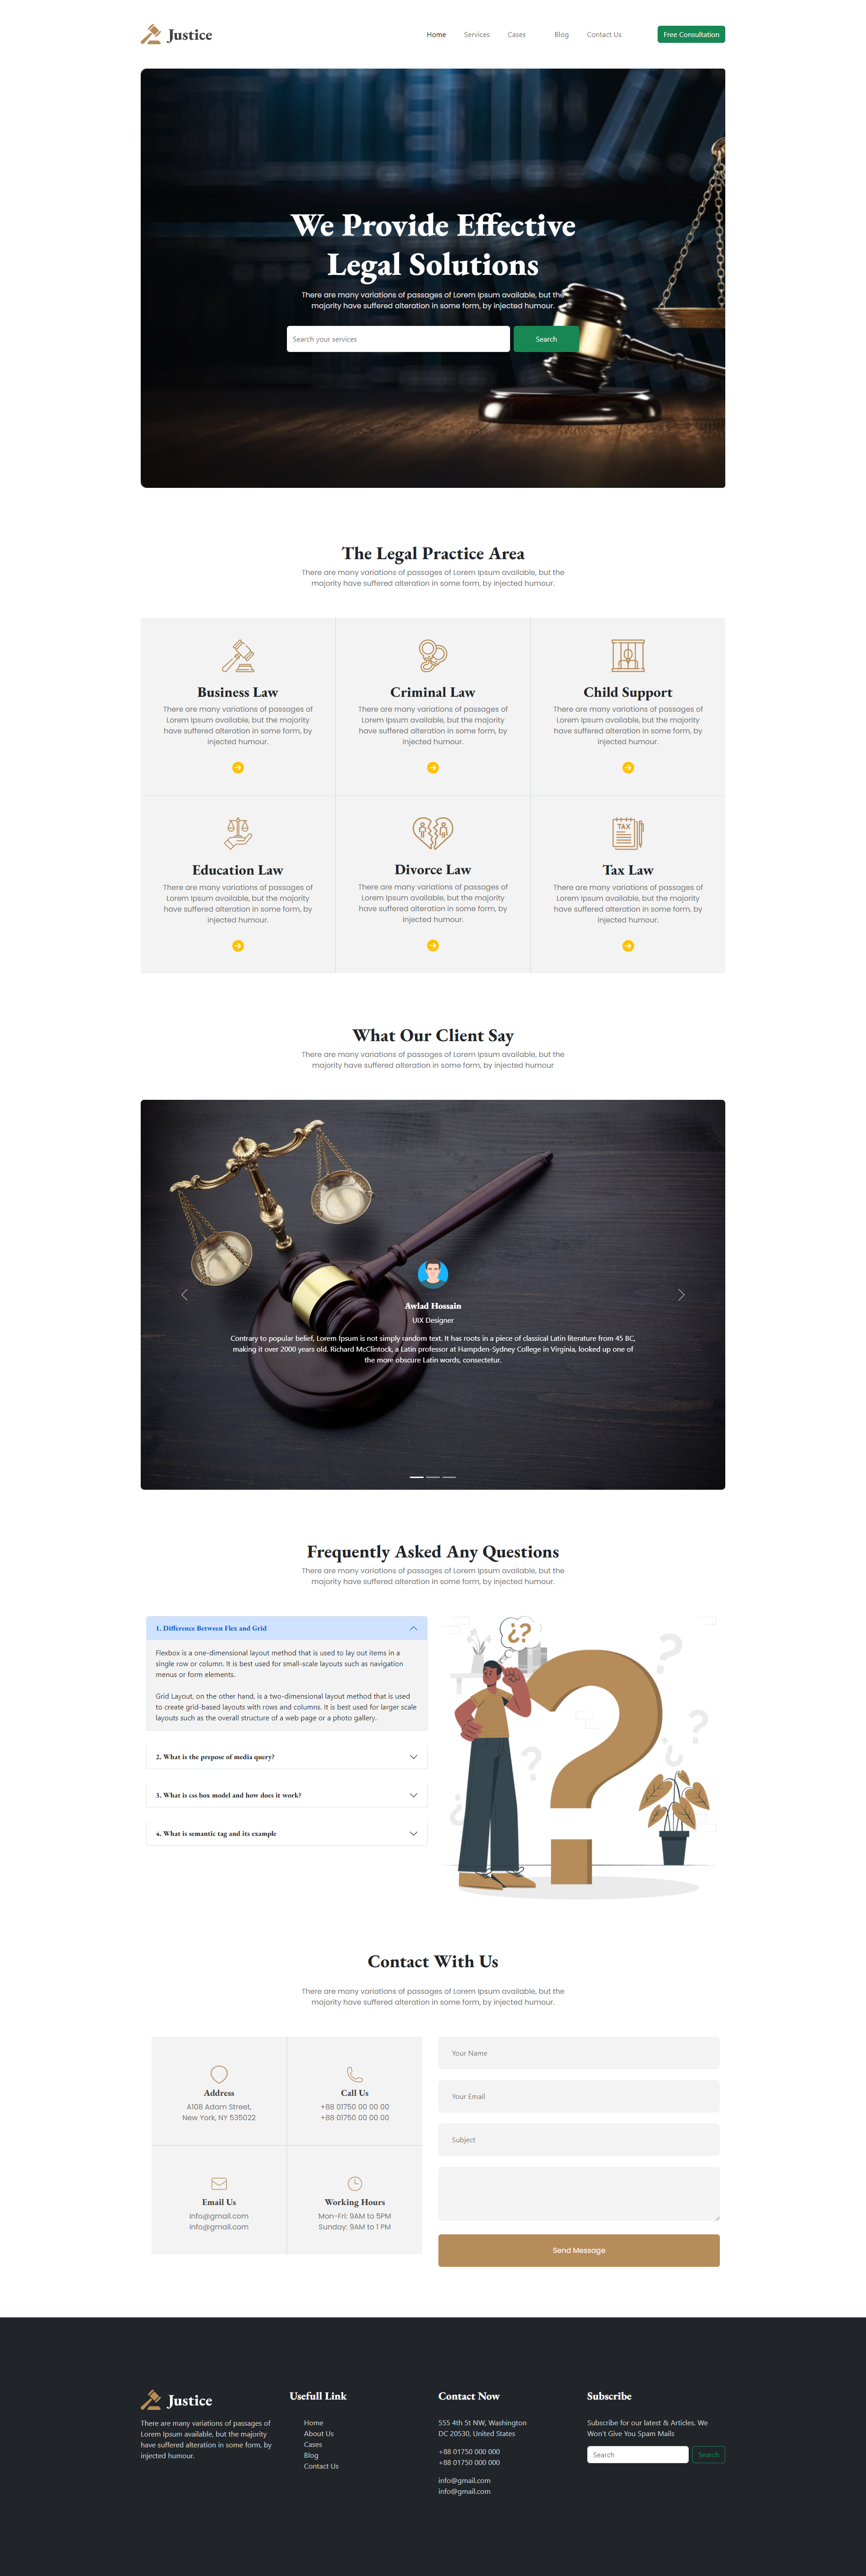 Justice
Home
Services
Cases
Blog
Contact Us
Free Consultation
We Provide Effective
Legal Solutions
There are many variations of passages of Lorem Ipsum available, but the
majority have suffered alteration in some form, by injected humour.
Search your services
Search
The Legal Practice Area
There are many variations of passages of Lorem Ipsum available, but the
majority have suffered alteration in some form, by injected humour.
Business Law
There are many variations of passages of
Lorem Ipsum available, but the majority
have suffered alteration in some form, by
injected humour.
Criminal Law
There are many variations of passages of
Lorem Ipsum available, but the majority
have suffered alteration in some form, by
injected humour.
Child Support
There are many variations of passages of
Lorem Ipsum available, but the majority
have suffered alteration in some form, by
injected humour.
Education Law
There are many variations of passages of
Lorem Ipsum available, but the majority
have suffered alteration in some form, by
injected humour.
Divorce Law
There are many variations of passages of
Lorem Ipsum available, but the majority
have suffered alteration in some form, by
injected humour.
TAX
Tax Law
There are many variations of passages of
Lorem Ipsum available, but the majority
have suffered alteration in some form, by
injected humour.
What Our Client Say
There are many variations of passages of Lorem Ipsum available, but the
majority have suffered alteration in some form, by injected humour
Awlad Hossain
UIX Designer
Contrary to popular belief, Lorem Ipsum is not simply random text. It has roots in a piece of classical Latin literature from 45 BC,
making it over 2000 years old. Richard McClintock, a Latin professor at Hampden-Sydney College in Virginia, looked up one of
the more obscure Latin words, consectetur.
Frequently Asked Any Questions
There are many variations of passages of Lorem Ipsum available, but the
majority have suffered alteration in some form, by injected humour.
1. Difference Between Flex and Grid
Flexbox is a one-dimensional layout method that is used to lay out items in a
single row or column. It is best used for small-scale layouts such as navigation
menus or form elements.
Grid Layout, on the other hand, is a two-dimensional layout method that is used
to create grid-based layouts with rows and columns. It is best used for larger scale
layouts such as the overall structure of a web page or a photo gallery.
2. What is the prepose of media query?
3. What is css box model and how does it work?
4. What is semantic tag and its example
¿?
?
Contact With Us
There are many variations of passages of Lorem Ipsum available, but the
majority have suffered alteration in some form, by injected humour.
Address
A108 Adam Street,
New York, NY 535022
Call Us
+88 01750 00 00 00
+88 01750 00 00 00
Email Us
info@gmail.com
info@gmail.com
Working Hours
Mon-Fri: 9AM to 5PM
Sunday: 9AM to 1 PM
Your Name
Your Email
Subject
Send Message
Justice
There are many variations of passages of
Lorem Ipsum available, but the majority
have suffered alteration in some form, by
injected humour.
Usefull Link
Home
About Us
Cases
Blog
Contact Us
Contact Now
555 4th 5t NW, Washington
DC 20530, United States
+88 01750 000 000
+88 01750 000 000
info@gmail.com
info@gmail.com
Subscribe
Subscribe for our latest & Articles. We
Won't Give You Spam Mails
Search
Search